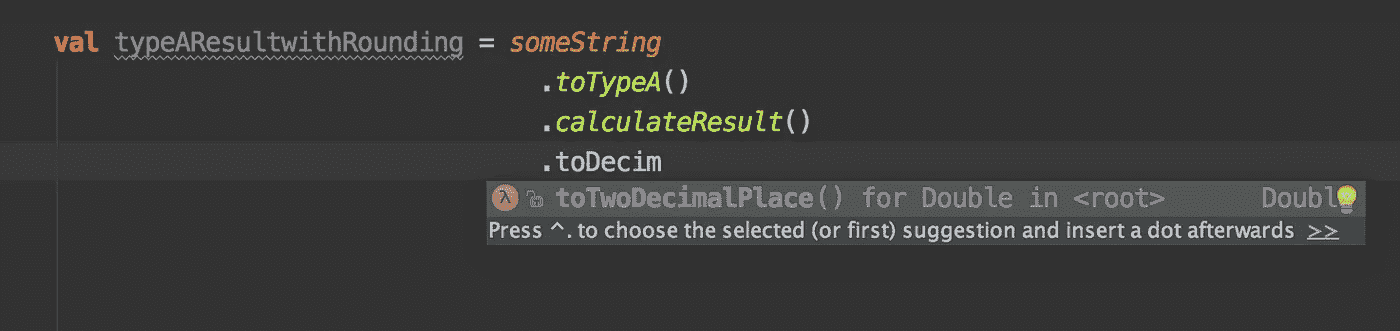 val typeAResultwithRounding = someString
.toTypeA()
.calculateResult()
.toDecim
toTwoDecimalPlace() for Double in <root> Doubl
Press ^. to choose the selected (or first) suggestion and insert a dot afterwards >>